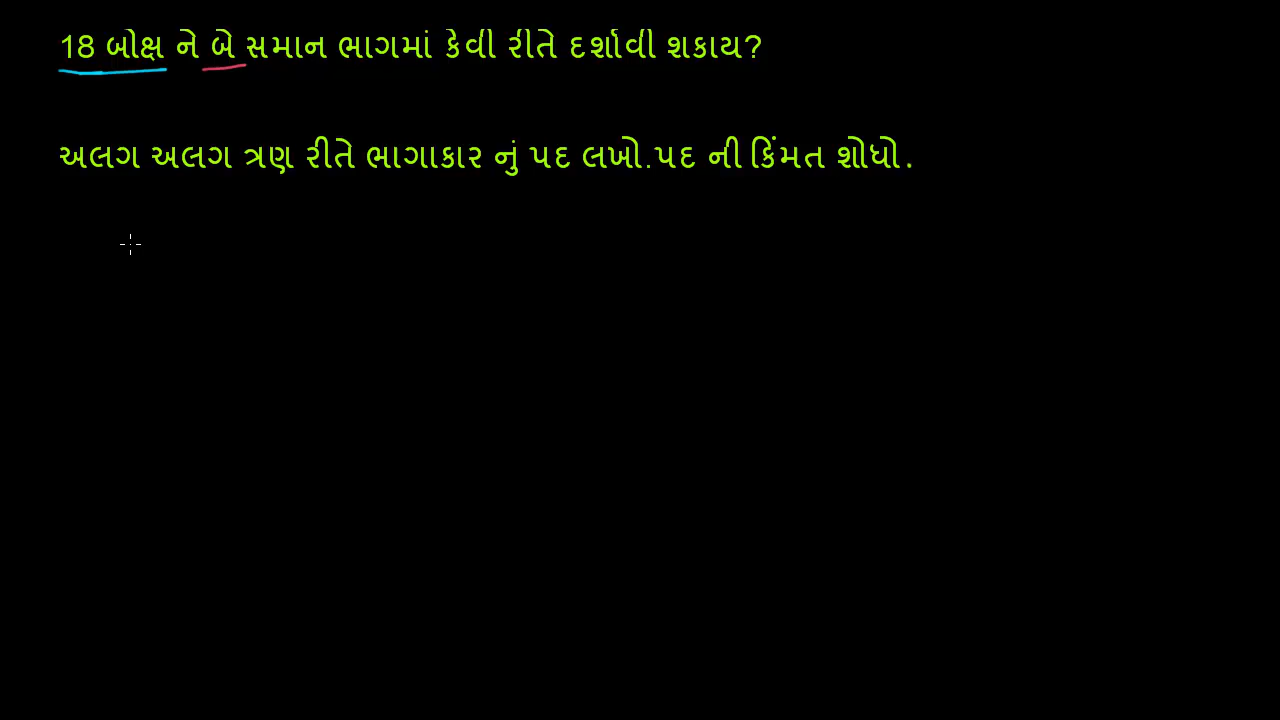 18 બોક્ષ ને બે સમાન ભાગમાં કેવી રીતે દર્શાવી શકાય?
અલગ અલગ ત્રણ રીતે ભાગાકાર નું પદ લખો.પદ ની કિંમત શોધો.